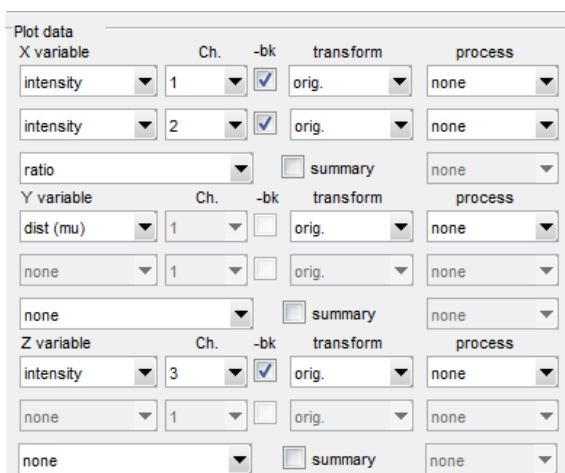 Plot data
X variable Ch. -bk transform process
intensity 1 orig. none
intensity 2 orig. none
ratio summary none
Y variable Ch. -bk transform process
dist (mu) 1 orig. none
none 1 orig. none
none summary none
Z variable Ch. -bk transform process
intensity 3 orig. none
none 1 orig. none
none summary none